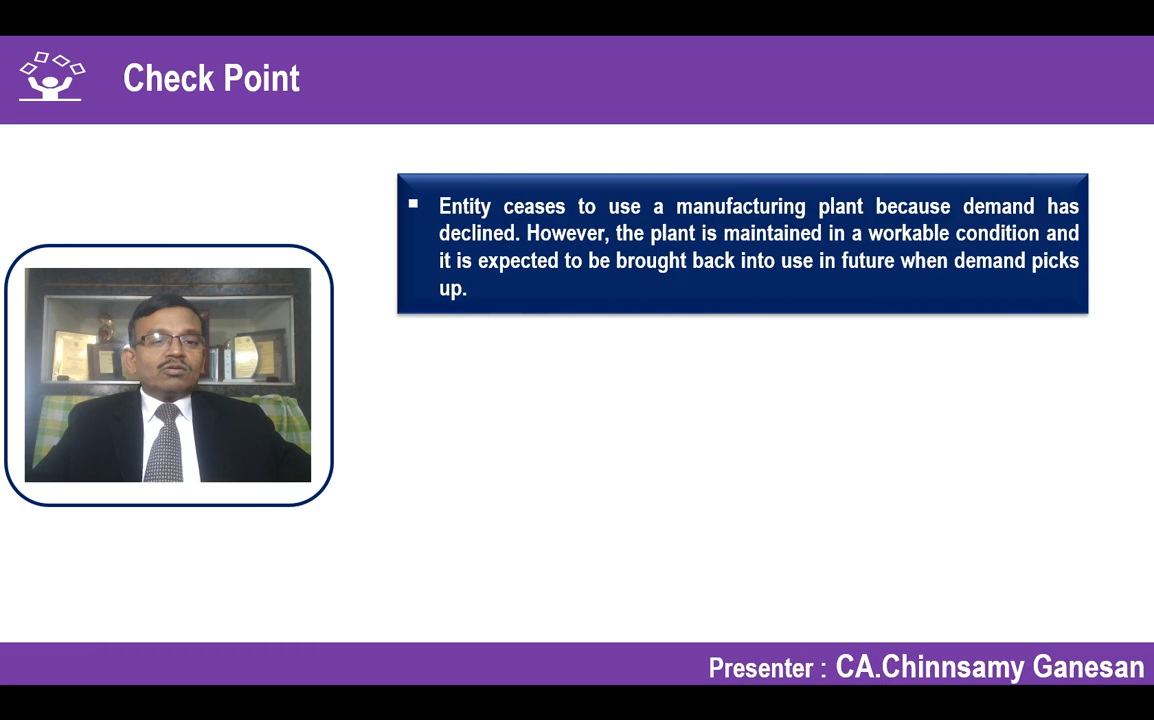 Check Point
Entity ceases to use a manufacturing plant because demand has
declined. However, the plant is maintained in a workable condition and
it is expected to be brought back into use in future when demand picks
up.
Presenter : CA.Chinnsamy Ganesan